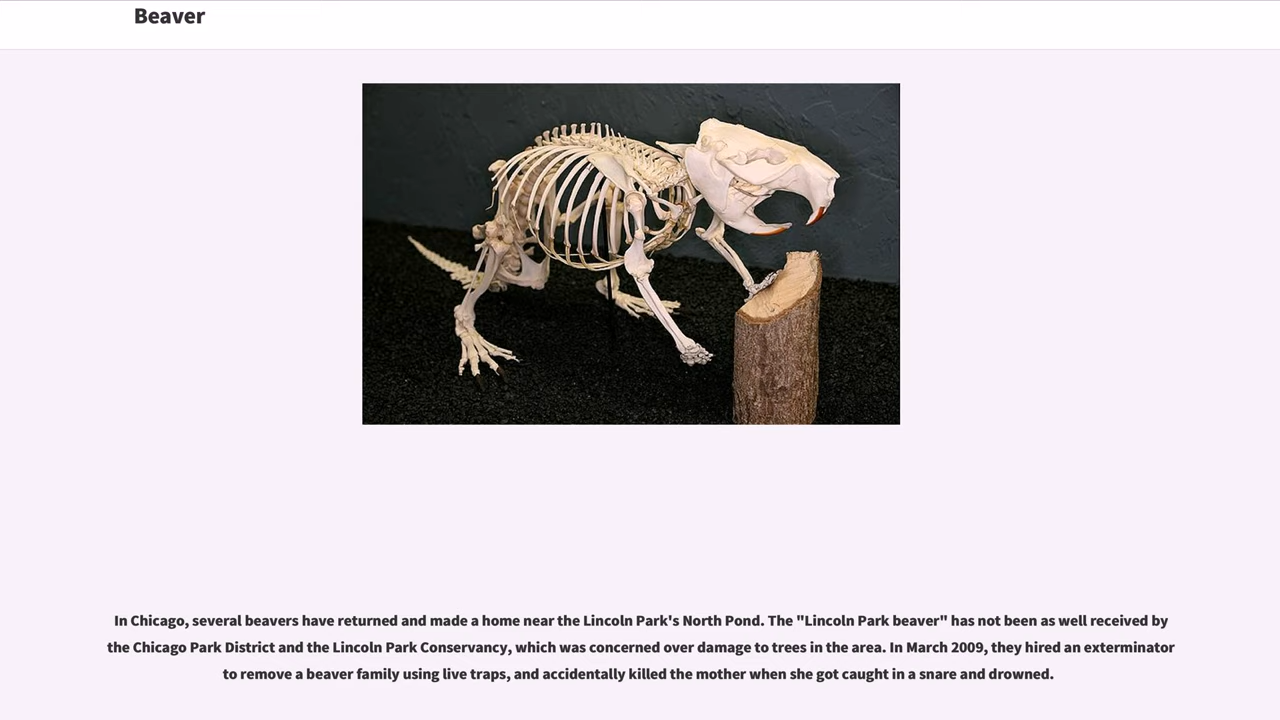 Beaver
In Chicago, several beavers have returned and made a home near the Lincoln Park's North Pond. The "Lincoln Park beaver" has not been as well received by
the Chicago Park District and the Lincoln Park Conservancy, which was concerned over damage to trees in the area. In March 2009, they hired an exterminator
to remove a beaver family using live traps, and accidentally killed the mother when she got caught in a snare and drowned.